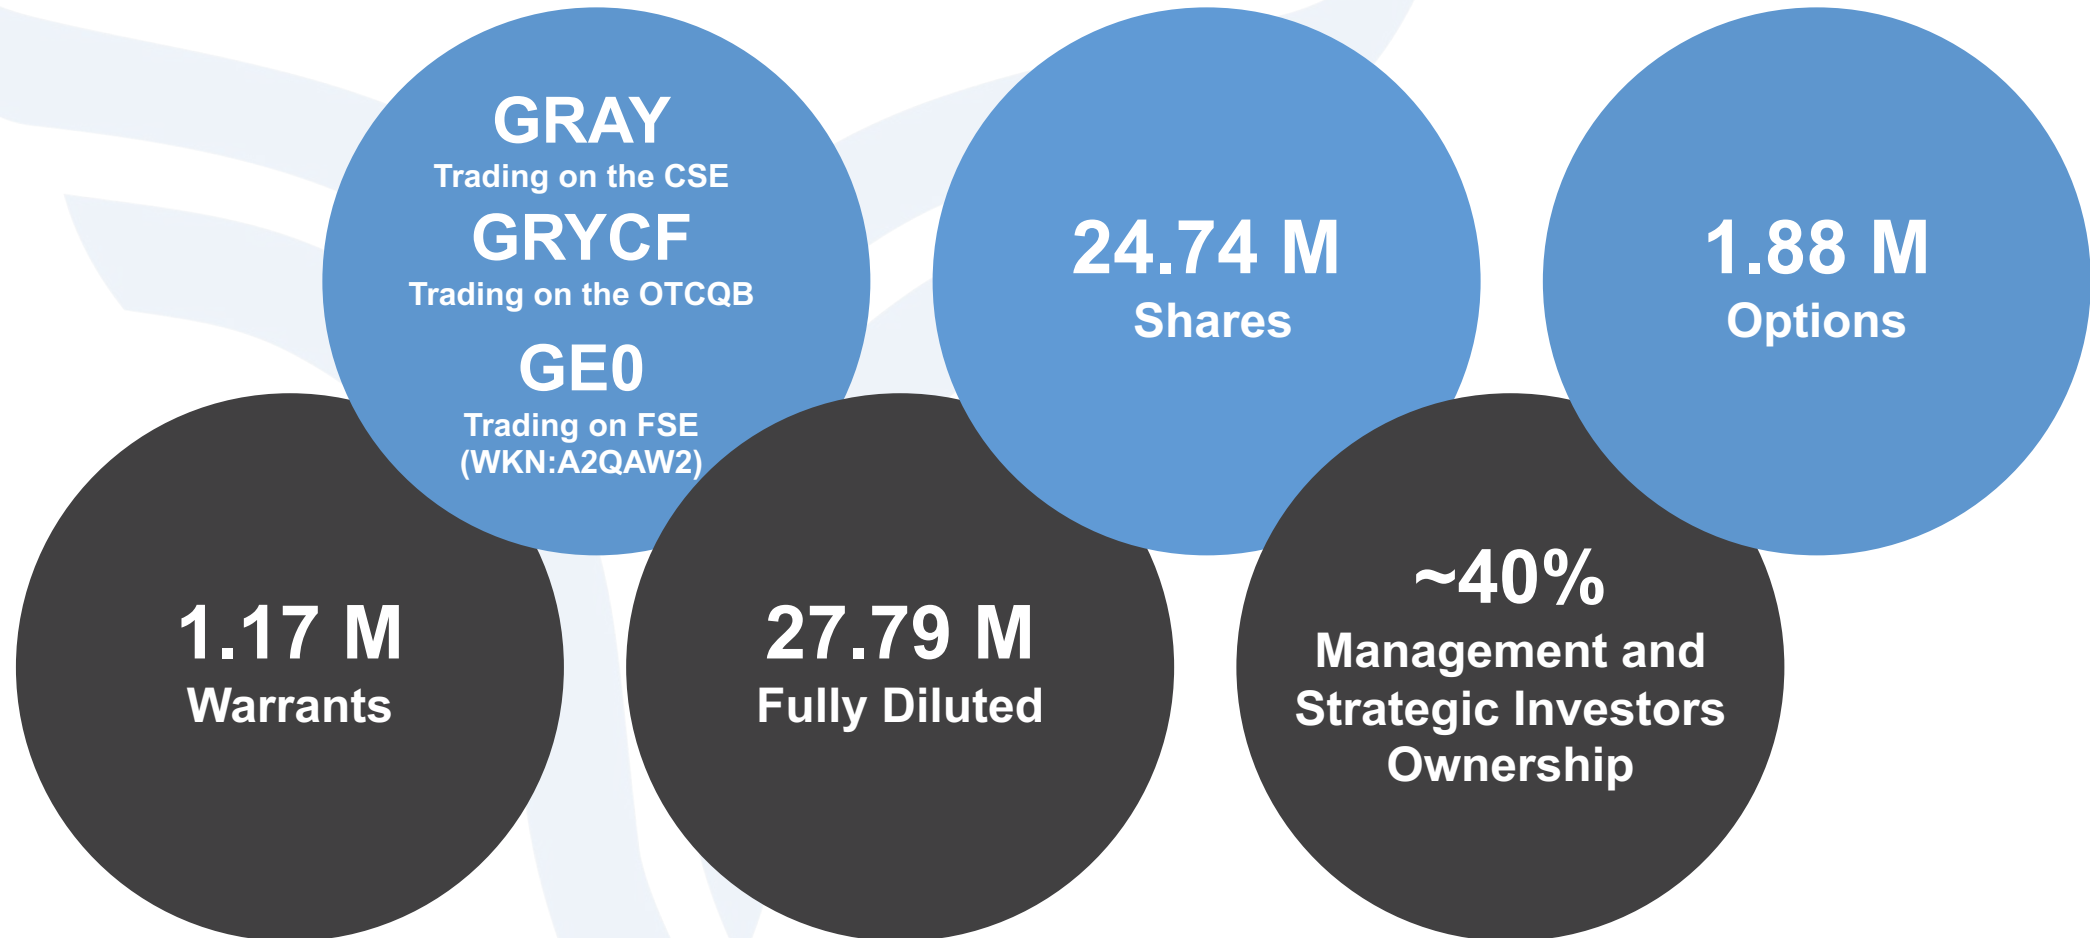 GRAY
Trading on the CSE
GRYCF
Trading on the OTCQB
GE0
Trading on FSE
(WKN:A2QAW2)
24.74 M
Shares
1.88 M
Options
1.17 M
Warrants
27.79 M
Fully Diluted
~40%
Management and
Strategic Investors
Ownership